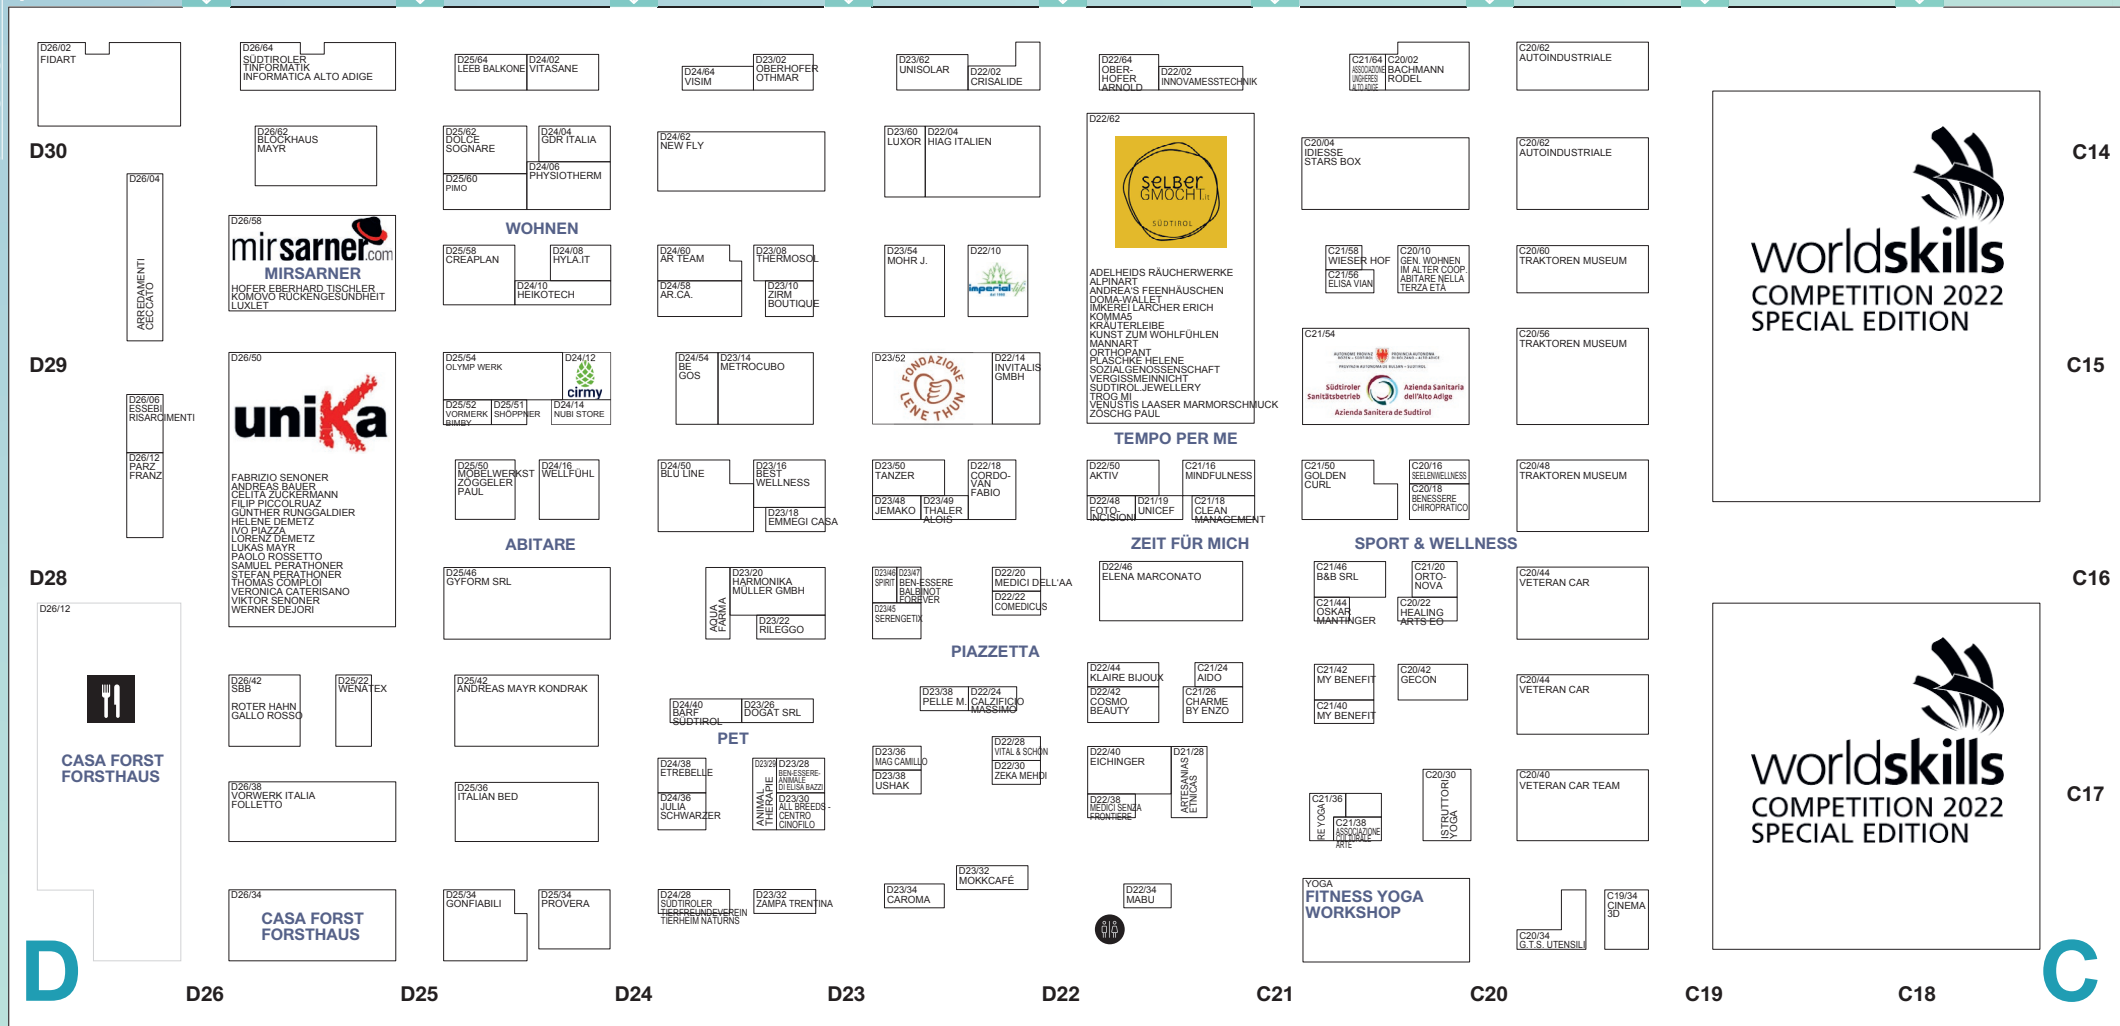 D26/02
FIDART
D26/64
SÜDTIROLER
TINFORMATIK
INFORMATICA ALTO ADIGE
D25/64
LEEB BALKONE
D24/02
VITASANE
D24/64
VISIM
D23/02
OBERHOFER
OTHMAR
D23/62
UNISOLAR
D22/02
CRISALIDE
D22/64
OBER-
HOFER
ARNOLD
D22/02
INNOVAMESSTECHNIK
C21/64
ASSOCIAZIONE
UNGHERESI
ALTO ADIGE
C20/02
BACHMANN
RODEL
C20/62
AUTOINDUSTRIALE
D30
D26/62
BLOCKHAUS
MAYR
D25/62
DOLCE
SOGNARE
D24/04
GDR ITALIA
D25/60
PIMO
D24/06
PHYSIOTHERM
D24/62
NEW FLY
D23/60
LUXOR
D22/04
HIAG ITALIEN
D22/62
SELBER
GMOCHT.it
SÜDTIROL
C20/04
IDIESSE
STARS BOX
C20/62
AUTOINDUSTRIALE
C14
D26/04
ARREDAMENTI
CECCATO
D26/58
mirsarner.com
MIRSARNER
HOFER EBERHARD TISCHLER
KOMOVO RÜCKENGESUNDHEIT
LUXLET
WOHNEN
D25/58
CREAPLAN
D24/08
HYLA.IT
D24/10
HEIKOTECH
D24/60
AR TEAM
D24/58
AR.CA.
D23/08
THERMOSOL
D23/10
ZIRM
BOUTIQUE
D23/54
MOHR J.
D22/10
imperial life
ADELHEIDS RÄUCHERWERKE
ALPINART
ANDREA'S FEENHÄUSCHEN
DOMA-WALLET
IMKEREI LARCHER ERICH
KOMMA5
KRÄUTERLEIBE
KUNST ZUM WOHLFÜHLEN
MANNART
ORTHOPANT
PLASCHKE HELENE
SOZIALGENOSSENSCHAFT
VERGISSMEINNICHT
SÜDTIROL.JEWELLERY
TROG MI
VENUSTIS LAASER MARMORSCHMUCK
ZÖSCHG PAUL
C21/58
WIESER HOF
C21/56
ELISA VIAN
C20/10
GEN. WOHNEN
IM ALTER COOP.
ABITARE NELLA
TERZA ETÀ
C20/60
TRAKTOREN MUSEUM
worldskills
COMPETITION 2022
SPECIAL EDITION
D29
D26/06
ESSEBI
RISARCIMENTI
D26/12
PARZ
FRANZ
D26/50
uniKa
FABRIZIO SENONER
ANDREAS BAUER
CELITA ZUCKERMANN
FILIP PICCOLRUAZ
GÜNTHER RUNGGALDIER
HELENE DEMETZ
IVO PIAZZA
LORENZ DEMETZ
LUKAS MAYR
PAOLO ROSSETTO
SAMUEL PERATHONER
STEFAN PERATHONER
THOMAS COMPLOI
VERONICA CATERISANO
VIKTOR SENONER
WERNER DEJORI
D25/54
OLYMP WERK
D24/12
cirmy
D25/52
VORMERK
BIMBY
D25/51
SHÖPPNER
D24/14
NUBI STORE
D24/54
BE
GOS
D23/14
METROCUBO
D23/52
FONDAZIONE
LENE THUN
D22/14
INVITALIS
GMBH
TEMPO PER ME
C21/54
AUTONOME PROVINZ
BOZEN - SÜDTIROL
PROVINCIA AUTONOMA
DI BOLZANO - ALTO ADIGE
PROVINZIA AUTONOMA DE BULSAN - SÜDTIROL
Südtiroler
Sanitätsbetrieb
Azienda Sanitaria
dell'Alto Adige
Azienda Sanitera de Sudtirol
C20/56
TRAKTOREN MUSEUM
C15
D25/50
MÖBELWERKST
ZÖGGELER
PAUL
D24/16
WELLFÜHL
D24/50
BLU LINE
D23/16
BEST
WELLNESS
D23/18
EMMEGI CASA
D23/50
TANZER
D23/48
JEMAKO
D23/49
THALER
ALOIS
D22/18
CORDO-
VAN
FABIO
D22/50
AKTIV
D22/48
FOTO-
INCISIONI
D21/19
UNICEF
C21/16
MINDFULNESS
C21/18
CLEAN
MANAGEMENT
C21/50
GOLDEN
CURL
C20/16
SEELENWELLNESS
C20/18
BENESSERE
CHIROPRATICO
C20/48
TRAKTOREN MUSEUM
ABITARE
ZEIT FÜR MICH
SPORT & WELLNESS
D28
D25/46
GYFORM SRL
AQUA
FARMA
D23/20
HARMONIKA
MÜLLER GMBH
D23/22
RILEGGO
D23/46
SPIRIT
D23/47
BEN-ESSERE
BALBINOT
FOREVER
D23/45
SERENGETIX
D22/20
MEDICI DELL'AA
D22/22
COMEDICUS
D22/46
ELENA MARCONATO
C21/46
B&B SRL
C21/44
OSKAR
MANTINGER
C21/20
ORTO-
NOVA
C20/22
HEALING
ARTS EO
C20/44
VETERAN CAR
C16
D26/12
CASA FORST
FORSTHAUS
PIAZZETTA
D26/42
SBB
ROTER HAHN
GALLO ROSSO
D25/22
WENATEX
D25/42
ANDREAS MAYR KONDRAK
D24/40
BARF
SÜDTIROL
D23/26
DOGAT SRL
PET
D23/38
PELLE M.
D22/24
CALZIFICIO
MASSIMO
D22/44
KLAIRE BIJOUX
D22/42
COSMO
BEAUTY
C21/24
AIDO
C21/26
CHARME
BY ENZO
C21/42
MY BENEFIT
C21/40
MY BENEFIT
C20/42
GECON
C20/44
VETERAN CAR
D26/38
VORWERK ITALIA
FOLLETTO
D25/36
ITALIAN BED
D24/38
ETREBELLE
D24/36
JULIA
SCHWARZER
D23/29
ANIMAL
THERAPIE
D23/28
BEN-ESSERE-
ANIMALE
DI ELISA BAZZI
D23/30
ALL BREEDS -
CENTRO
CINOFILO
D23/36
MAG CAMILLO
D23/38
USHAK
D22/28
VITAL & SCHÖN
D22/30
ZEKA MEHDI
D22/40
EICHINGER
D22/38
MEDICI SENZA
FRONTIERE
D21/28
ARTESANIAS
ETNICAS
C21/36
RE YOGA
C21/38
ASSOCIAZIONE
CULTURALE
ARTE
C20/30
ISTRUTTORI
YOGA
C20/40
VETERAN CAR TEAM
worldskills
COMPETITION 2022
SPECIAL EDITION
C17
D26/34
CASA FORST
FORSTHAUS
D25/34
GONFIABILI
D25/34
PROVERA
D24/28
SÜDTIROLER
TIERFREUNDEVEREIN
TIERHEIM NATURNS
D23/32
ZAMPA TRENTINA
D23/34
CAROMA
D23/32
MOKKCAFÉ
D22/34
MABU
YOGA
FITNESS YOGA
WORKSHOP
C20/34
G.T.S. UTENSILI
C19/34
CINEMA
3D
D
C
D26
D25
D24
D23
D22
C21
C20
C19
C18